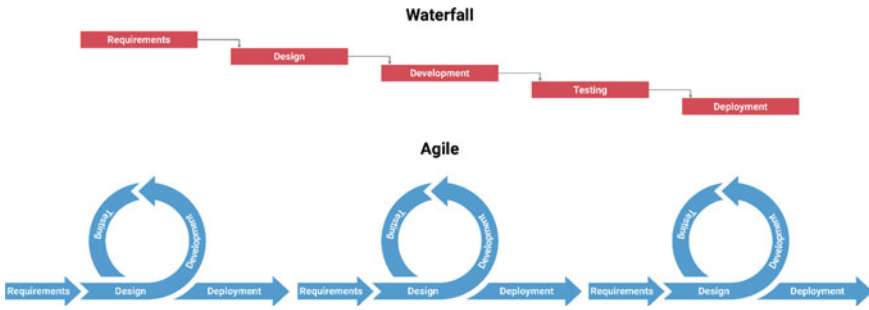 Waterfall
Requirements
Design
Development
Testing
Deployment
Agile
Testing
Development
Requirements
Design
Deployment
Testing
Development
Requirements
Design
Deployment
Testing
Development
Requirements
Design
Deployment